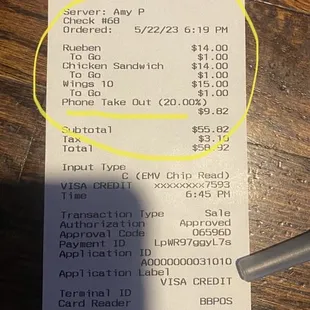 Server: Amy P
Check #68
Ordered: 5/22/23 6:19 PM
Rueben $14.00
To Go $1.00
Chicken Sandwich $14.00
To Go $1.00
Wings 10 $15.00
To Go $1.00
Phone Take Out (20.00%)
$9.82
Subtotal $55.82
Tax $3.10
Total $58.92
Input Type
C (EMV Chip Read)
VISA CREDIT xxxxxxxx7593
Time 6:45 PM
Transaction Type Sale
Authorization Approved
Approval Code 06596D
Payment ID LpWR97ggyL7s
Application ID
A0000000031010
Application Label
VISA CREDIT
Terminal ID
Card Reader BBPOS